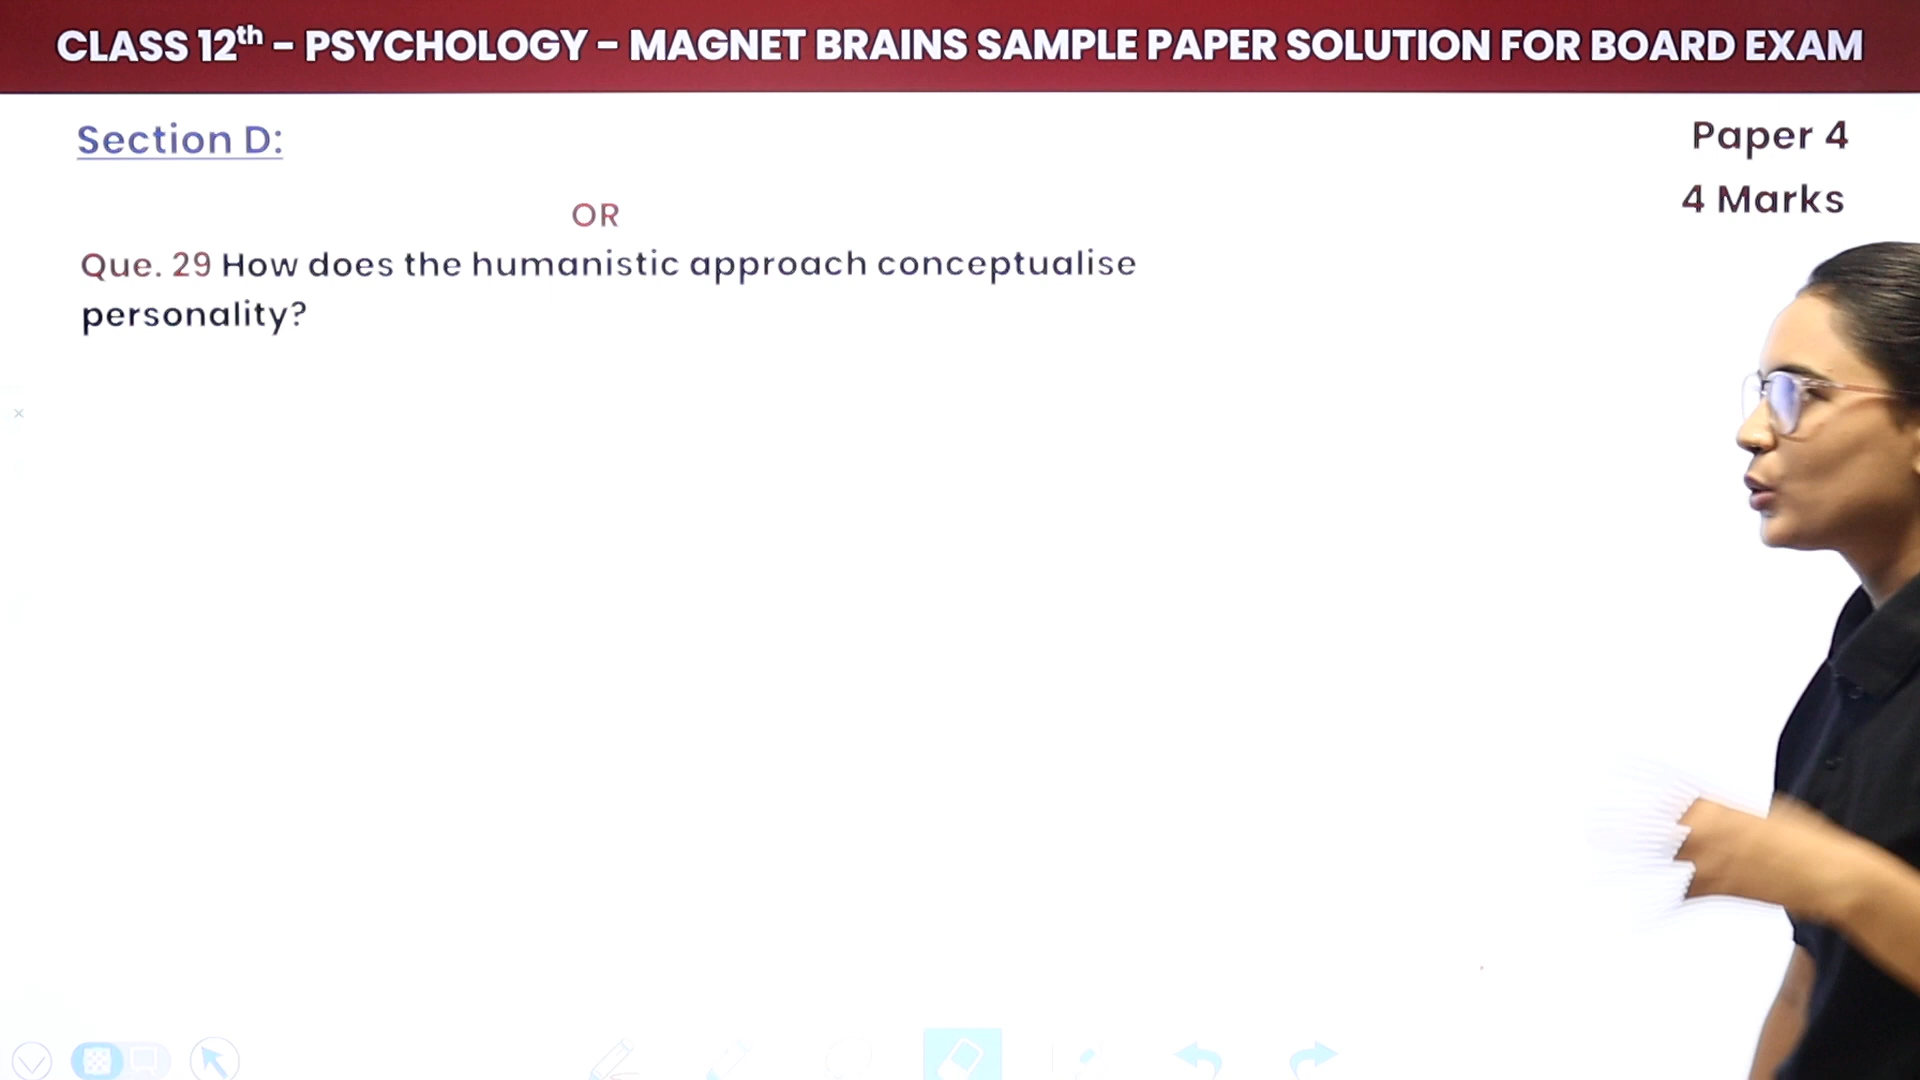 CLASS 12th – PSYCHOLOGY – MAGNET BRAINS SAMPLE PAPER SOLUTION FOR BOARD EXAM
Section D:
Paper 4
4 Marks
OR
Que. 29 How does the humanistic approach conceptualise
personality?